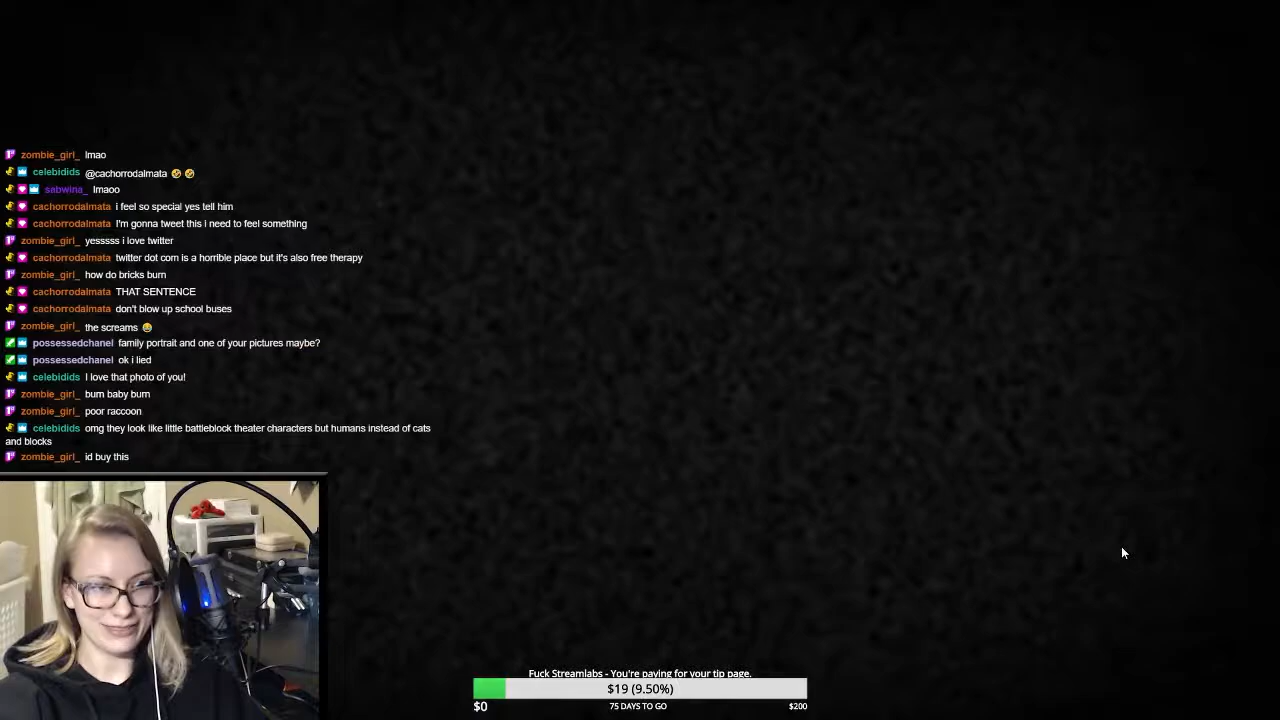 zombie_girl_ lmao
celebidids @cachorrodalmata 🤣 🤣
sabwina_ lmaoo
cachorrodalmata i feel so special yes tell him
cachorrodalmata I'm gonna tweet this i need to feel something
zombie_girl_ yesssss i love twitter
cachorrodalmata twitter dot com is a horrible place but it's also free therapy
zombie_girl_ how do bricks burn
cachorrodalmata THAT SENTENCE
cachorrodalmata don't blow up school buses
zombie_girl_ the screams 😂
possessedchanel family portrait and one of your pictures maybe?
possessedchanel ok i lied
celebidids I love that photo of you!
zombie_girl_ burn baby burn
zombie_girl_ poor raccoon
celebidids omg they look like little battleblock theater characters but humans instead of cats
and blocks
zombie_girl_ id buy this
Fuck Streamlabs - You're paying for your tip page.
$19 (9.50%)
$0 75 DAYS TO GO $200